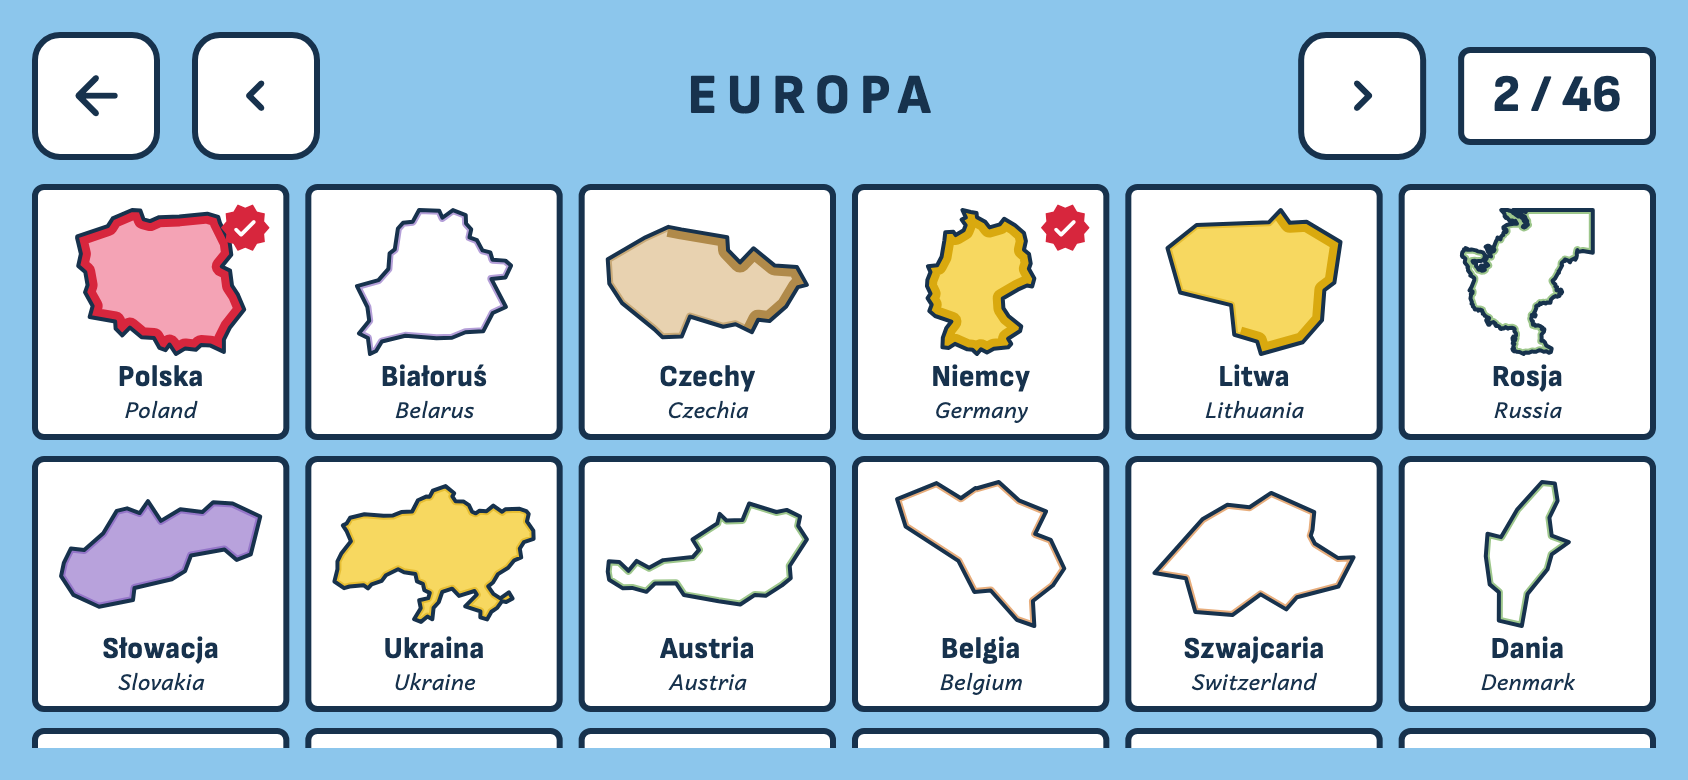 EUROPA
2 / 46
Polska
Poland
Białoruś
Belarus
Czechy
Czechia
Niemcy
Germany
Litwa
Lithuania
Rosja
Russia
Słowacja
Slovakia
Ukraina
Ukraine
Austria
Austria
Belgia
Belgium
Szwajcaria
Switzerland
Dania
Denmark